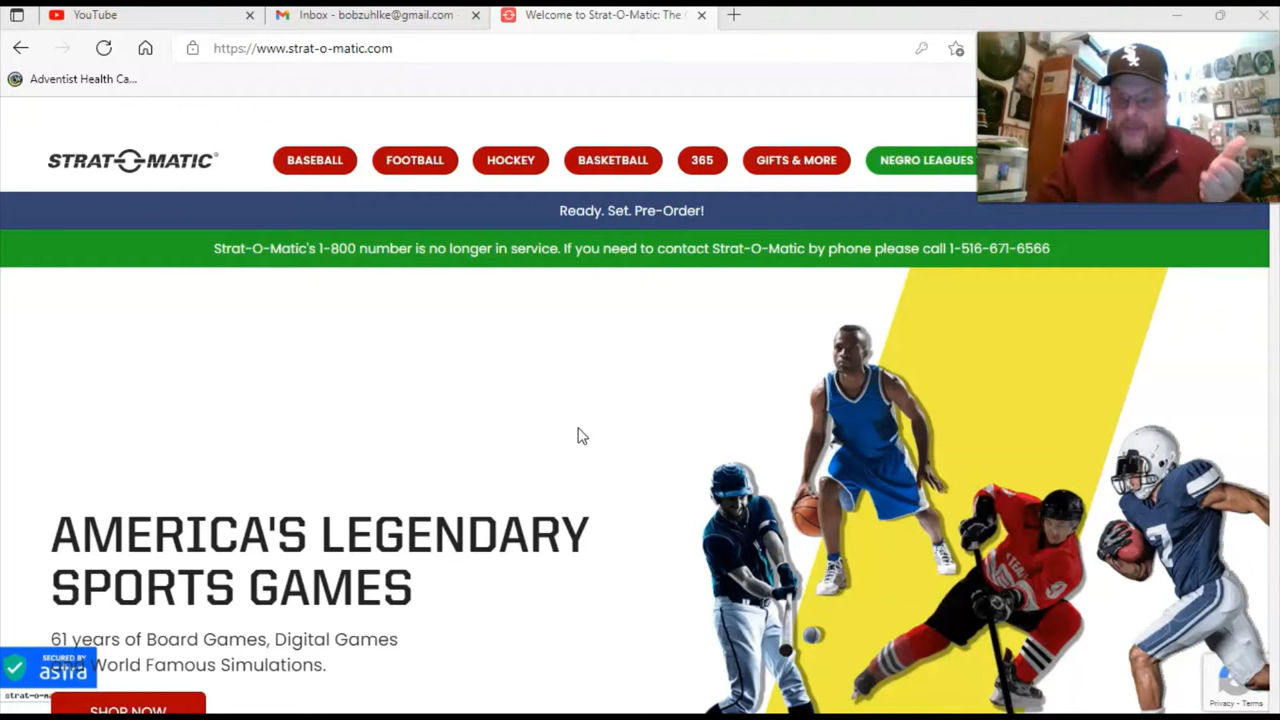 YouTube
Inbox - bobzuhlke@gmail.com -
Welcome to Strat-O-Matic: The
https://www.strat-o-matic.com
Adventist Health Ca...
STRAT-O-MATIC®
BASEBALL
FOOTBALL
HOCKEY
BASKETBALL
365
GIFTS & MORE
NEGRO LEAGUES
Ready. Set. Pre-Order!
Strat-O-Matic's 1-800 number is no longer in service. If you need to contact Strat-O-Matic by phone please call 1-516-671-6566
AMERICA'S LEGENDARY
SPORTS GAMES
61 years of Board Games, Digital Games
and World Famous Simulations.
SECURED BY
astra
strat-o-ma
SHOP NOW
Privacy - Terms